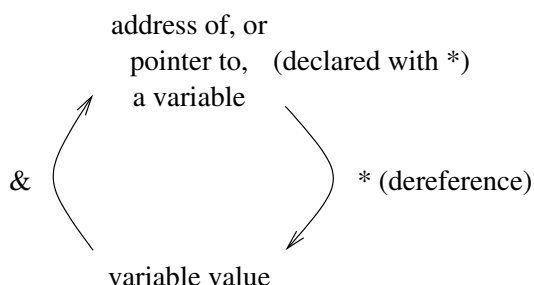 address of, or
pointer to, (declared with *)
a variable
& * (dereference)
variable value